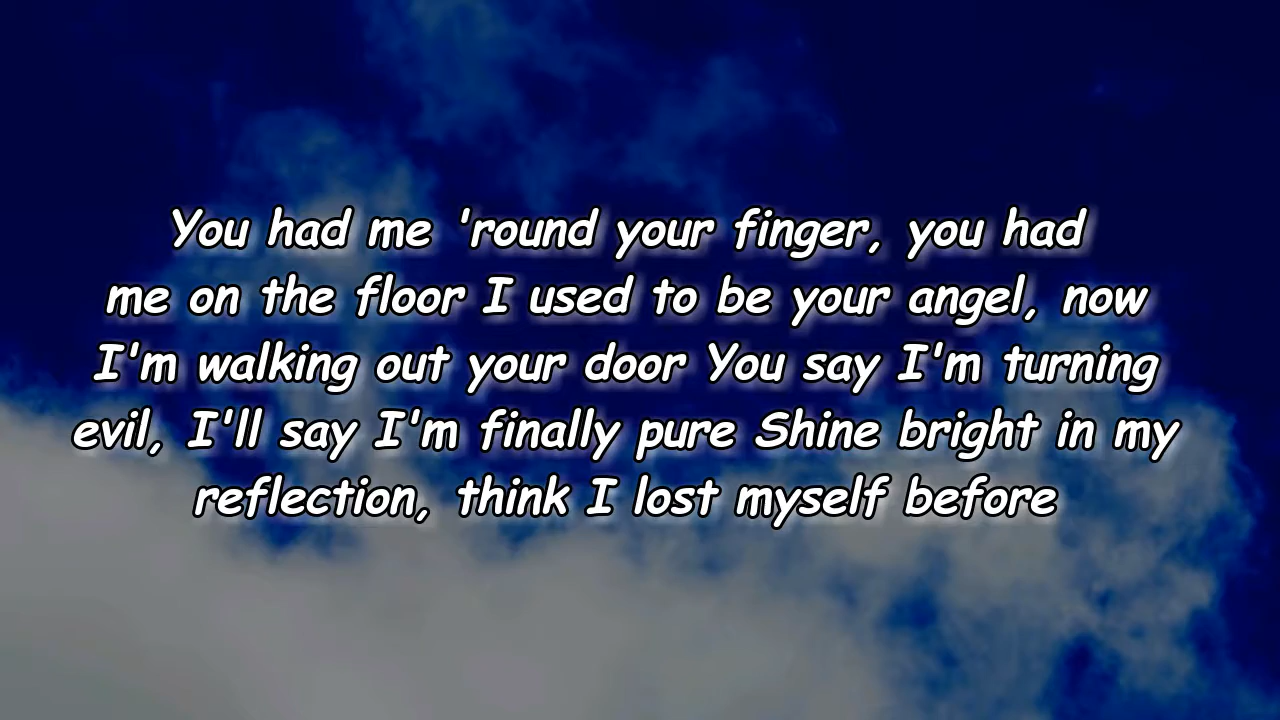 You had me 'round your finger, you had
me on the floor I used to be your angel, now
I'm walking out your door You say I'm turning
evil, I'll say I'm finally pure Shine bright in my
reflection, think I lost myself before